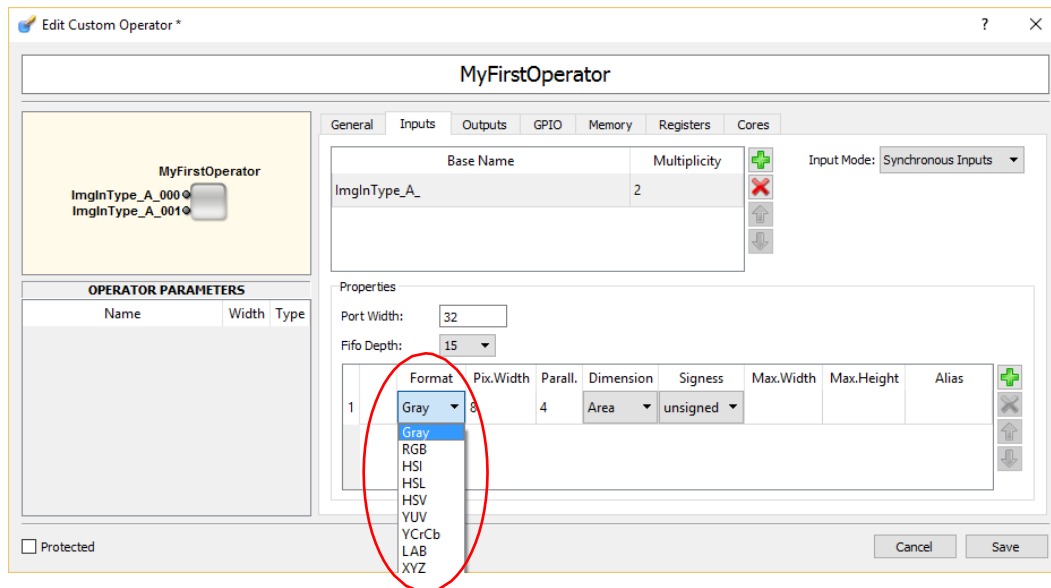 Edit Custom Operator *
?
MyFirstOperator
MyFirstOperator
ImgInType_A_000
ImgInType_A_001
OPERATOR PARAMETERS
Name Width Type
General Inputs Outputs GPIO Memory Registers Cores
Base Name Multiplicity
ImgInType_A_ 2
Input Mode: Synchronous Inputs
Properties
Port Width: 32
Fifo Depth: 15
Format Pix.Width Parall. Dimension Signess Max.Width Max.Height Alias
1 Gray 8 4 Area unsigned
Gray
RGB
HSI
HSL
HSV
YUV
YCrCb
LAB
XYZ
Protected
Cancel Save